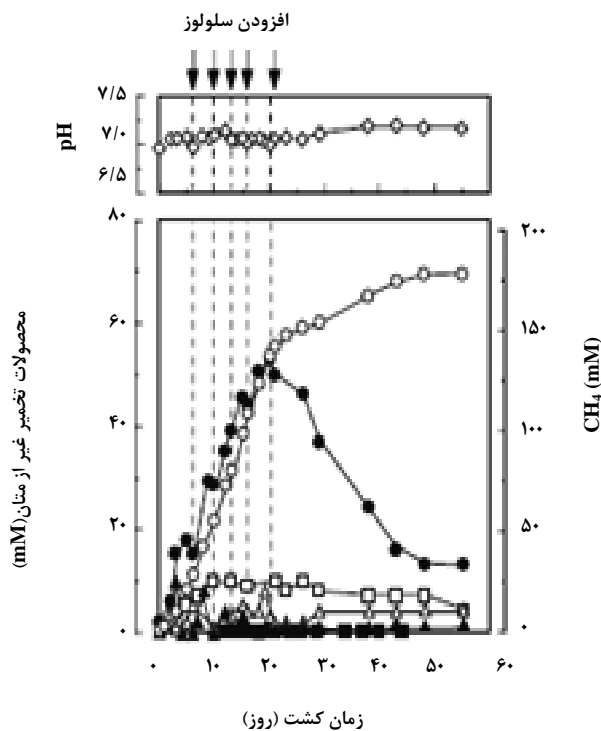 افزودن سلولوز
pH
۷/۵
۷/۰
۶/۵
محصولات تخمیر غیر از متان(mM)
۸۰
۶۰
۴۰
۲۰
۰
CH₄ (mM)
۲۰۰
۱۵۰
۱۰۰
۵۰
۰
۰ ۱۰ ۲۰ ۳۰ ۴۰ ۵۰ ۶۰
زمان کشت (روز)